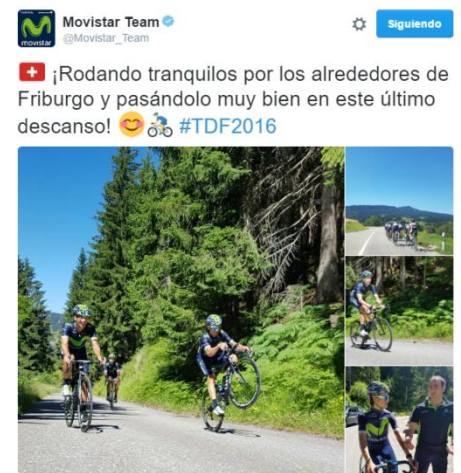 Movistar Team
@Movistar_Team
Siguiendo
movistar
¡Rodando tranquilos por los alrededores de
Friburgo y pasándolo muy bien en este último
descanso! 😊🚴 #TDF2016